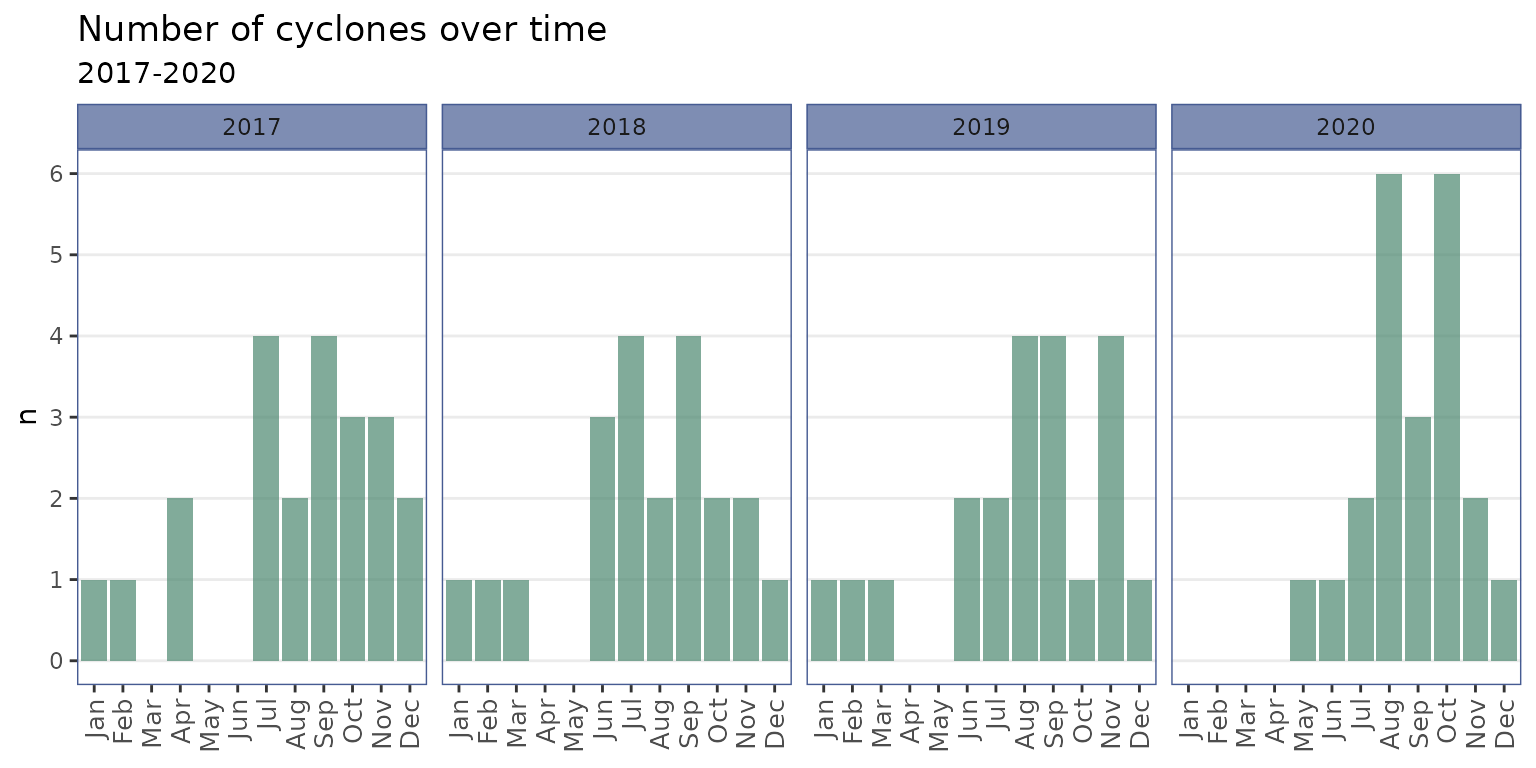 Number of cyclones over time
2017-2020
2017 2018 2019 2020
6
5
4
3
2
1
0
n
Jan Feb Mar Apr May Jun Jul Aug Sep Oct Nov Dec Jan Feb Mar Apr May Jun Jul Aug Sep Oct Nov Dec Jan Feb Mar Apr May Jun Jul Aug Sep Oct Nov Dec Jan Feb Mar Apr May Jun Jul Aug Sep Oct Nov Dec